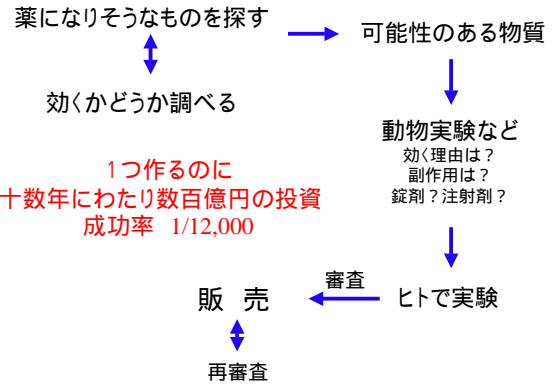 薬になりそうなものを探す
可能性のある物質
効くかどうか調べる
動物実験など
効く理由は？
副作用は？
錠剤？注射剤？
1つ作るのに
十数年にわたり数百億円の投資
成功率 1/12,000
審査
販 売
ヒトで実験
再審査